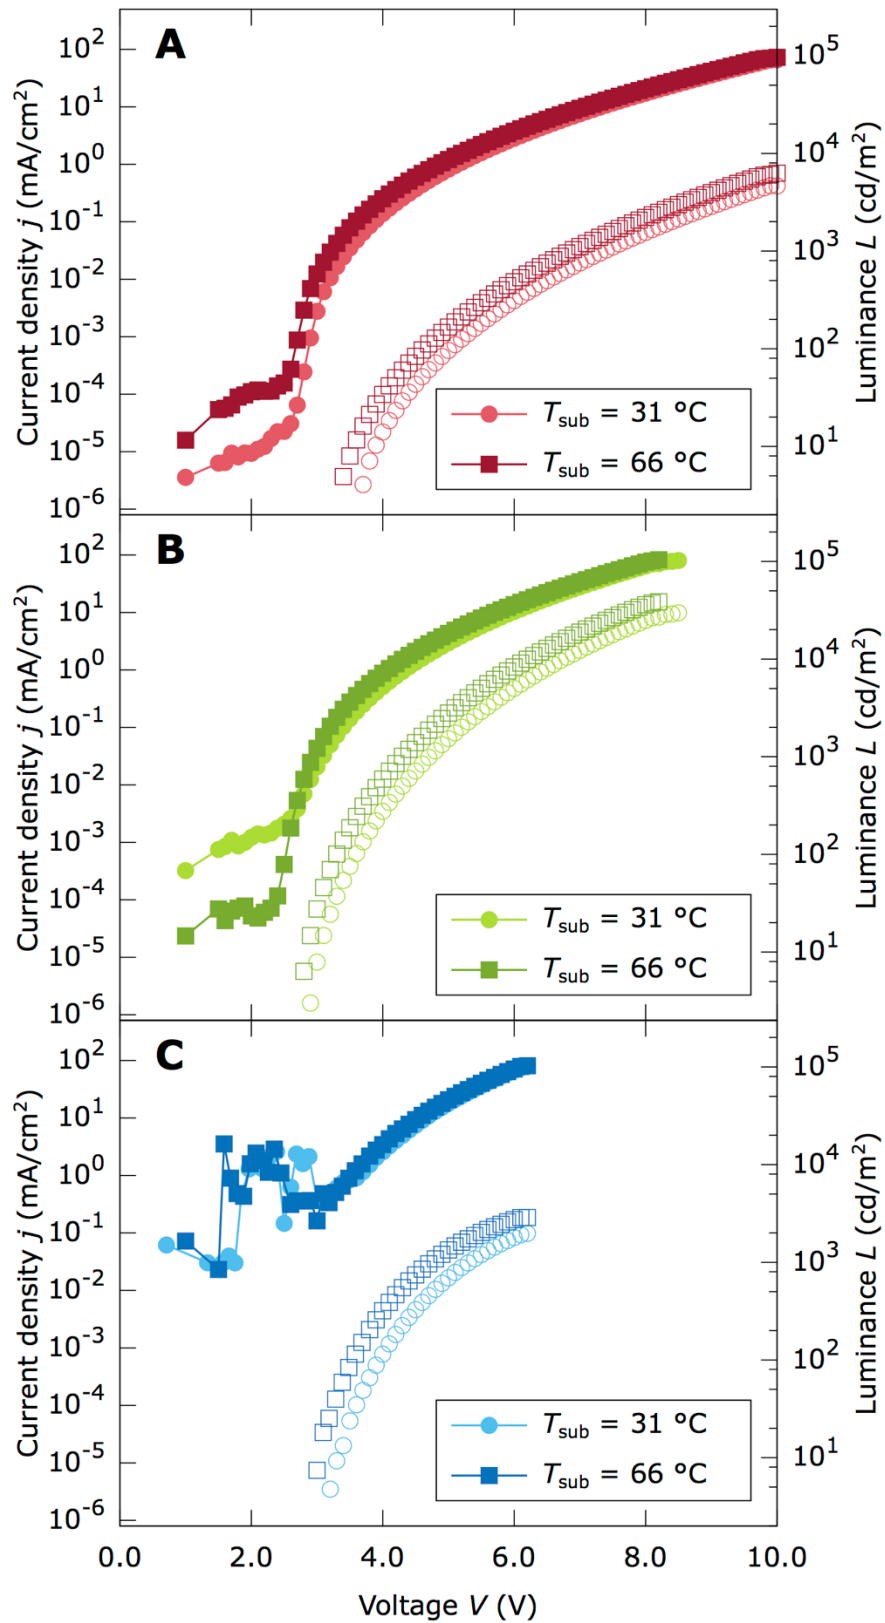 A
Current density j (mA/cm²)
10²
10¹
10⁰
10⁻¹
10⁻²
10⁻³
10⁻⁴
10⁻⁵
10⁻⁶
10⁵
10⁴
10³
10²
10¹
Luminance L (cd/m²)
T_sub = 31 °C
T_sub = 66 °C
B
Current density j (mA/cm²)
10²
10¹
10⁰
10⁻¹
10⁻²
10⁻³
10⁻⁴
10⁻⁵
10⁻⁶
10⁵
10⁴
10³
10²
10¹
Luminance L (cd/m²)
T_sub = 31 °C
T_sub = 66 °C
C
Current density j (mA/cm²)
10²
10¹
10⁰
10⁻¹
10⁻²
10⁻³
10⁻⁴
10⁻⁵
10⁻⁶
10⁵
10⁴
10³
10²
10¹
Luminance L (cd/m²)
T_sub = 31 °C
T_sub = 66 °C
0.0 2.0 4.0 6.0 8.0 10.0
Voltage V (V)